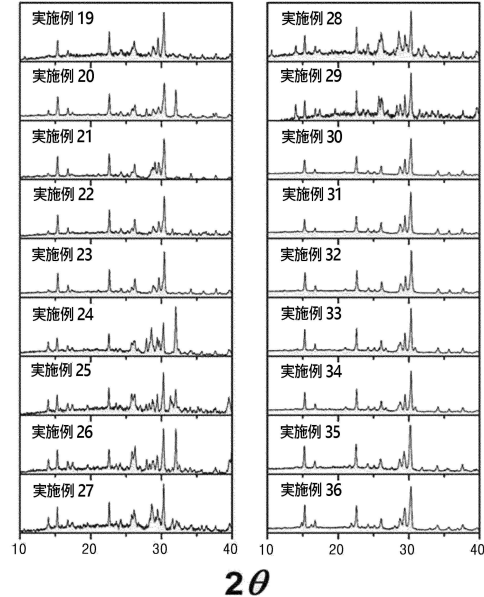 実施例 19
実施例 20
実施例 21
実施例 22
実施例 23
実施例 24
実施例 25
実施例 26
実施例 27
10 20 30 40
実施例 28
実施例 29
実施例 30
実施例 31
実施例 32
実施例 33
実施例 34
実施例 35
実施例 36
10 20 30 40
2θ